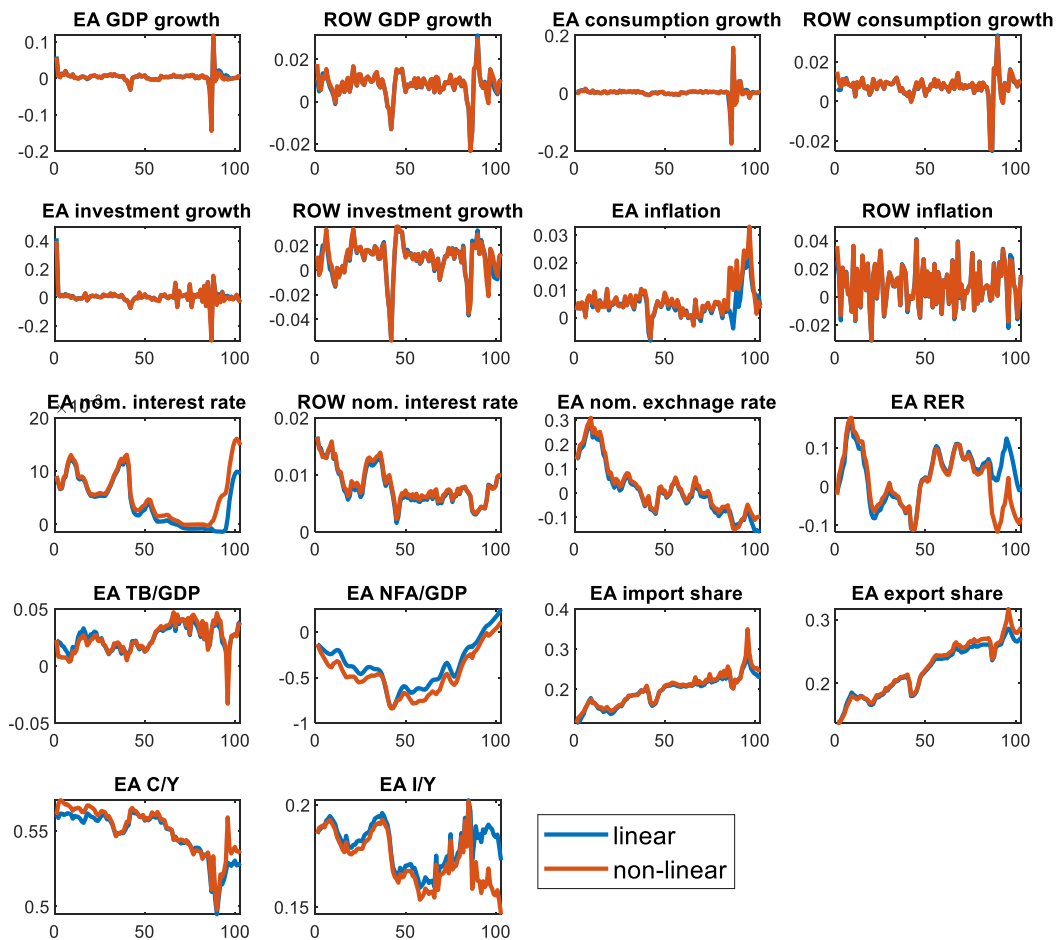 EA GDP growth ROW GDP growth EA consumption growth ROW consumption growth
0.1 0 -0.1 -0.2 0 50 100
0.02 0 -0.02 0 50 100
0.2 0 -0.2 0 50 100
0.02 0 -0.02 0 50 100
EA investment growth ROW investment growth EA inflation ROW inflation
0.4 0.2 0 -0.2 0 50 100
0.02 0 -0.02 -0.04 0 50 100
0.03 0.02 0.01 0 0 50 100
0.04 0.02 0 -0.02 0 50 100
EA nom. interest rate ROW nom. interest rate EA nom. exchnage rate EA RER
20 10 0 0 50 100
0.02 0.01 0 0 50 100
0.3 0.2 0.1 0 -0.1 0 50 100
0.1 0 -0.1 0 50 100
EA TB/GDP EA NFA/GDP EA import share EA export share
0.05 0 -0.05 0 50 100
0 -0.5 -1 0 50 100
0.4 0.3 0.2 0 50 100
0.3 0.2 0 50 100
EA C/Y EA I/Y
0.55 0.5 0 50 100
0.2 0.15 0 50 100
linear
non-linear